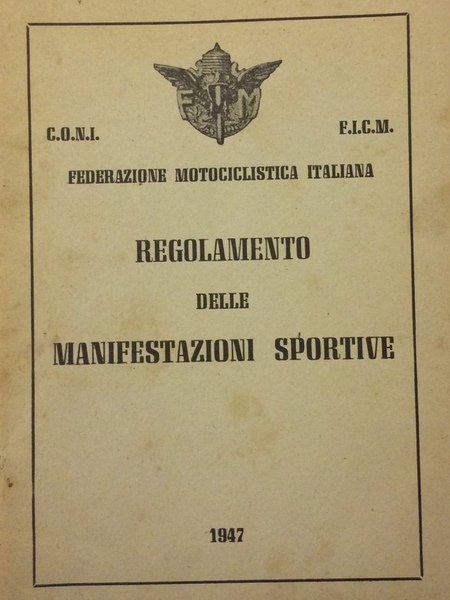 F M
C.O.N.I. F.I.C.M.
FEDERAZIONE MOTOCICLISTICA ITALIANA
REGOLAMENTO
DELLE
MANIFESTAZIONI SPORTIVE
1947